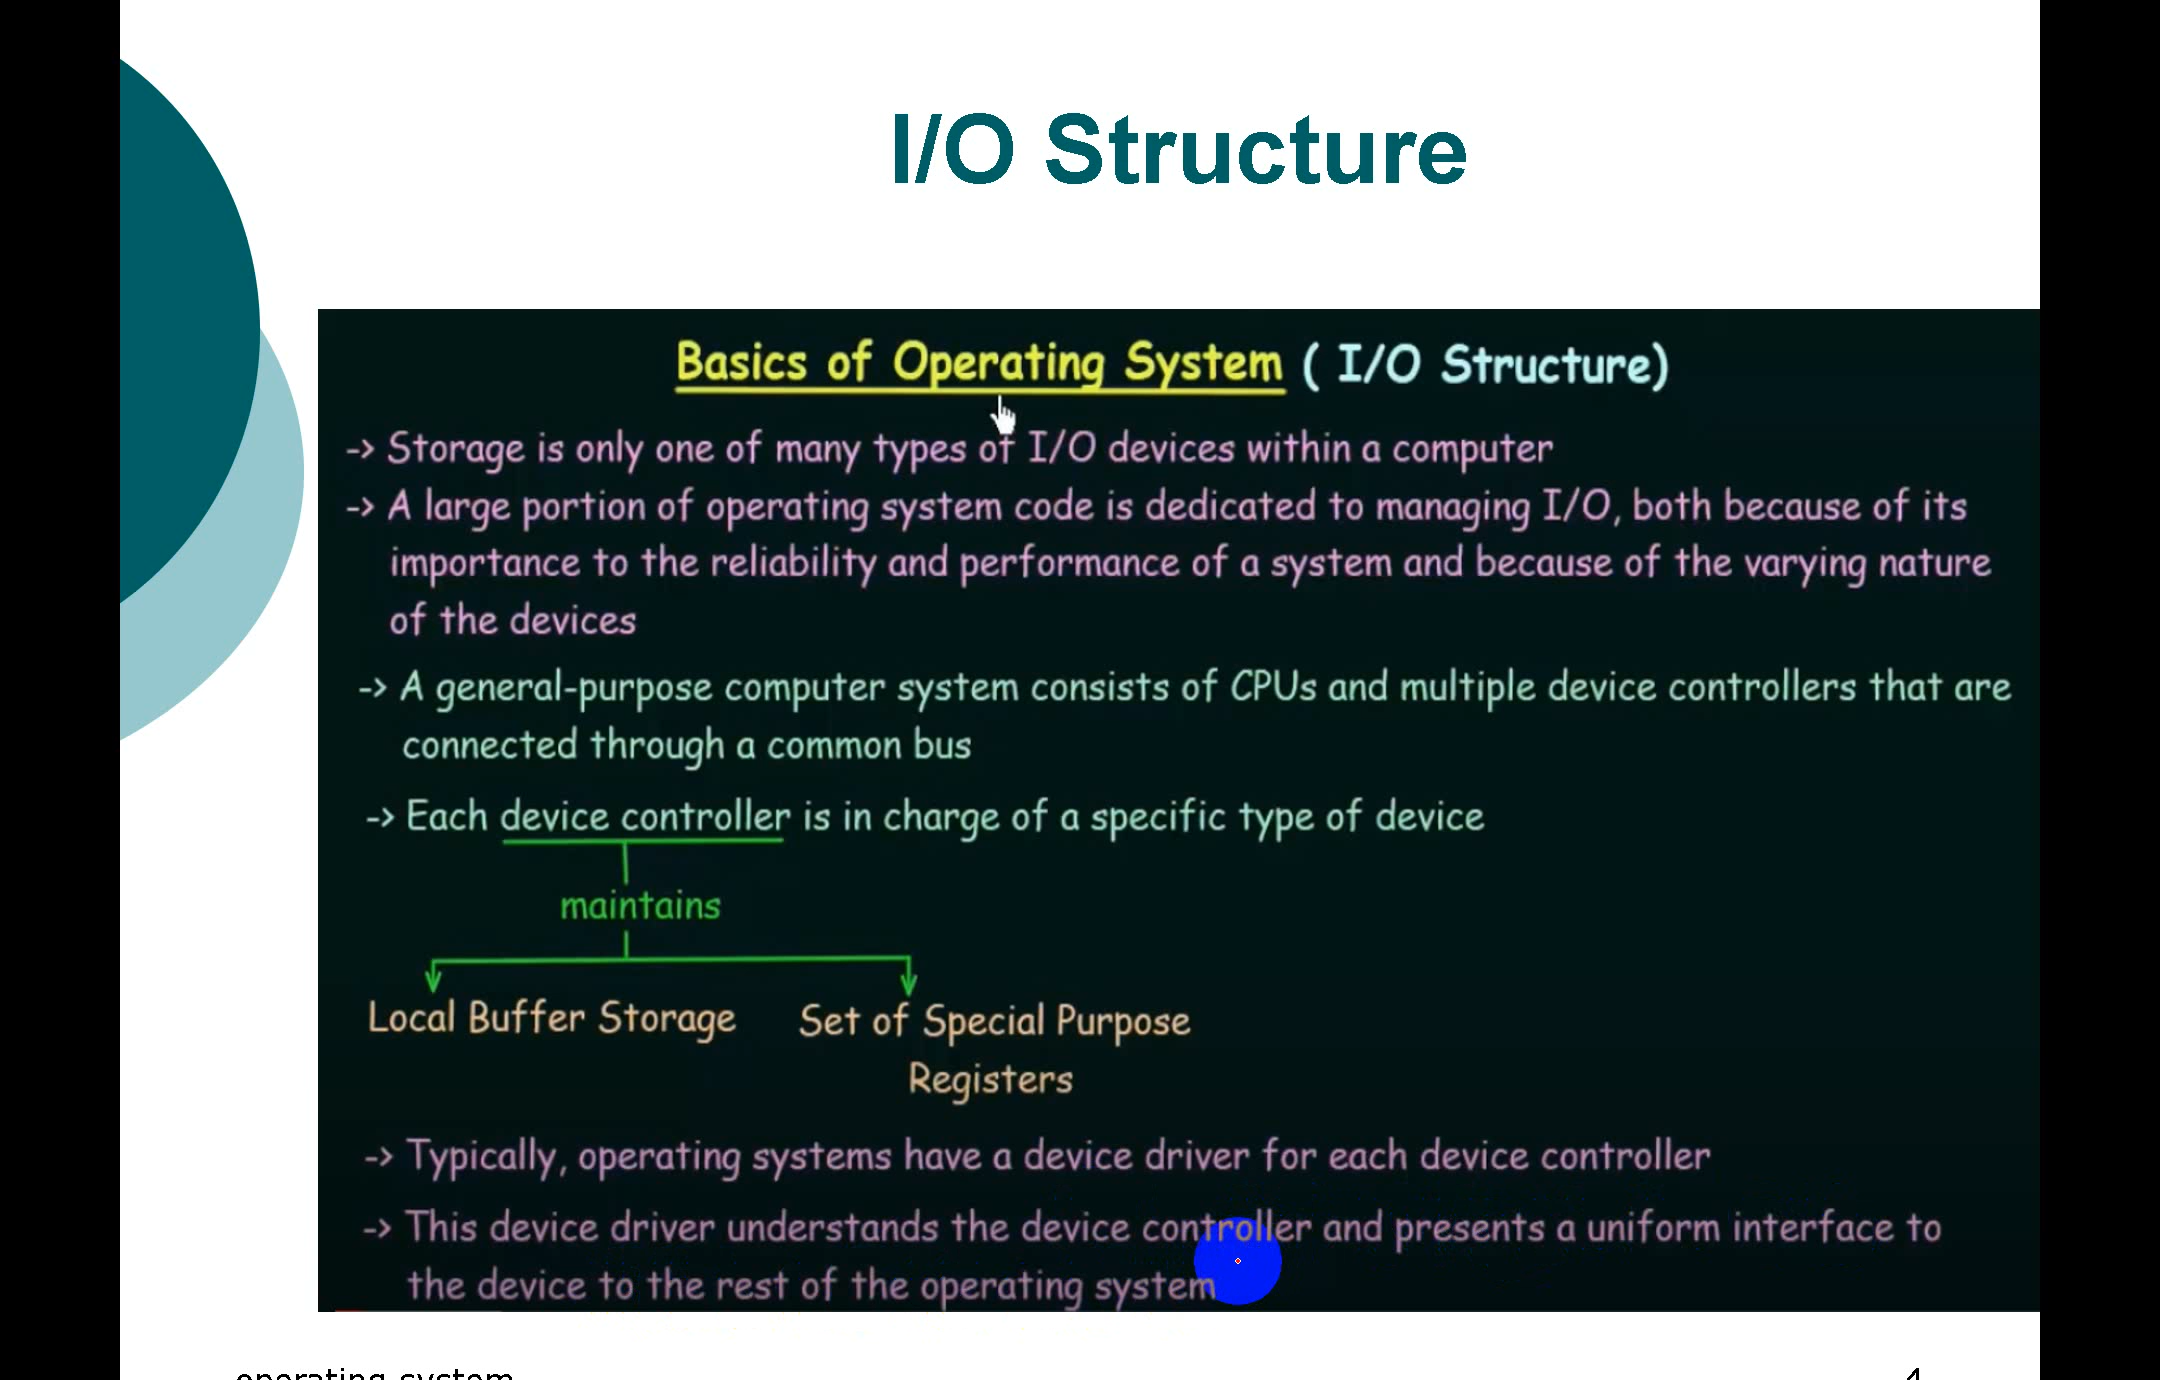 I/O Structure
Basics of Operating System ( I/O Structure)
-> Storage is only one of many types of I/O devices within a computer
-> A large portion of operating system code is dedicated to managing I/O, both because of its
importance to the reliability and performance of a system and because of the varying nature
of the devices
-> A general-purpose computer system consists of CPUs and multiple device controllers that are
connected through a common bus
-> Each device controller is in charge of a specific type of device
maintains
Local Buffer Storage Set of Special Purpose
Registers
-> Typically, operating systems have a device driver for each device controller
-> This device driver understands the device controller and presents a uniform interface to
the device to the rest of the operating system
operating system 4